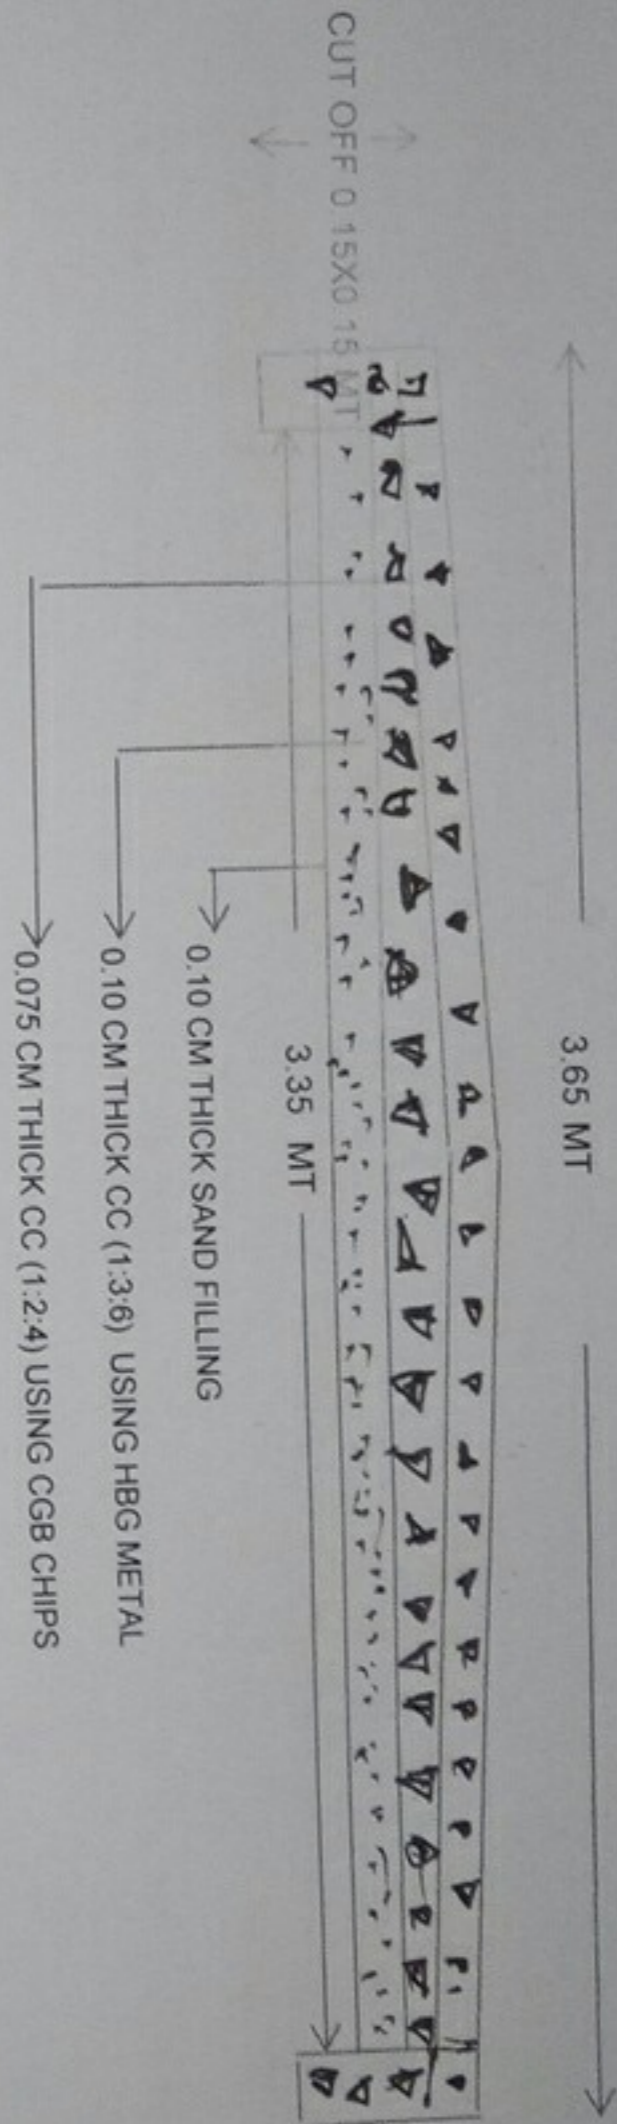 3.65 MT
CUT OFF 0.15X0.15 MT
3.35 MT
0.10 CM THICK SAND FILLING
0.10 CM THICK CC (1:3:6) USING HBG METAL
0.075 CM THICK CC (1:2:4) USING CGB CHIPS